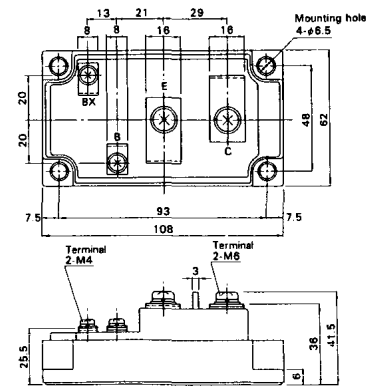 13 21 29
8 8 16 16
Mounting hole
4-φ6.5
BX
E
B
C
20
20
48
62
7.5 93 7.5
108
Terminal
2-M4
Terminal
2-M6
3
25.5
6
36
41.5